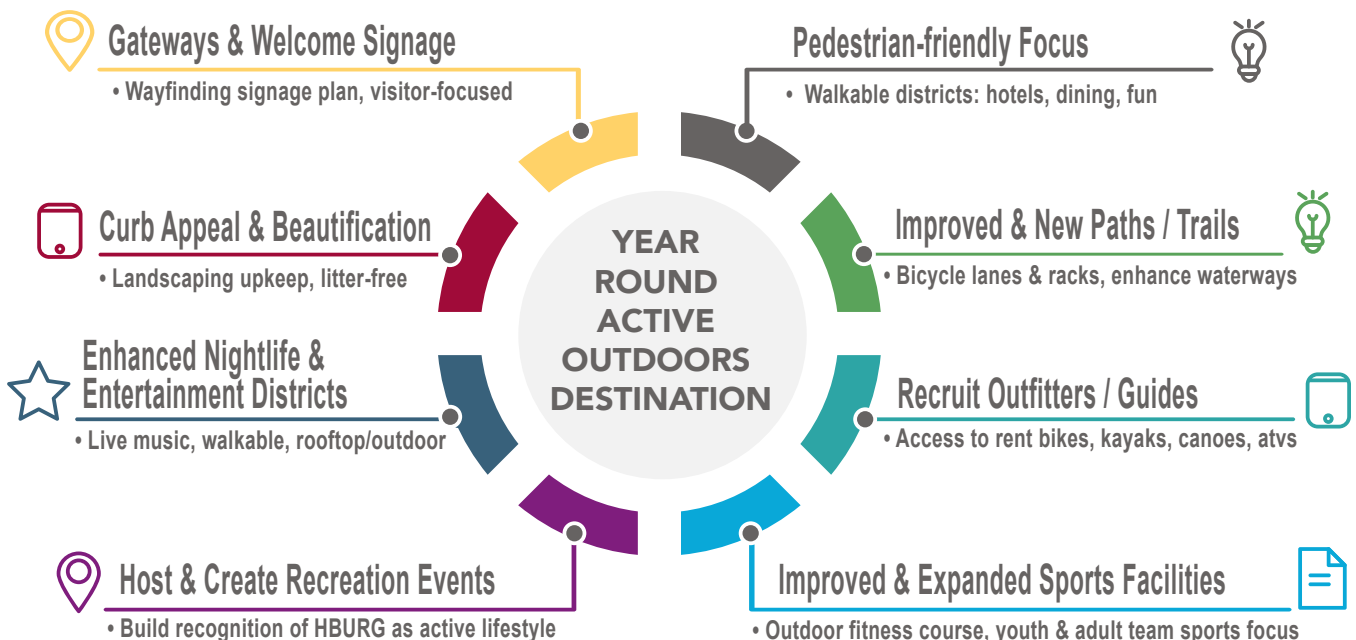 Gateways & Welcome Signage
• Wayfinding signage plan, visitor-focused
Pedestrian-friendly Focus
• Walkable districts: hotels, dining, fun
Curb Appeal & Beautification
• Landscaping upkeep, litter-free
Improved & New Paths / Trails
• Bicycle lanes & racks, enhance waterways
YEAR
ROUND
ACTIVE
OUTDOORS
DESTINATION
Enhanced Nightlife &
Entertainment Districts
• Live music, walkable, rooftop/outdoor
Recruit Outfitters / Guides
• Access to rent bikes, kayaks, canoes, atvs
Host & Create Recreation Events
• Build recognition of HBURG as active lifestyle
Improved & Expanded Sports Facilities
• Outdoor fitness course, youth & adult team sports focus